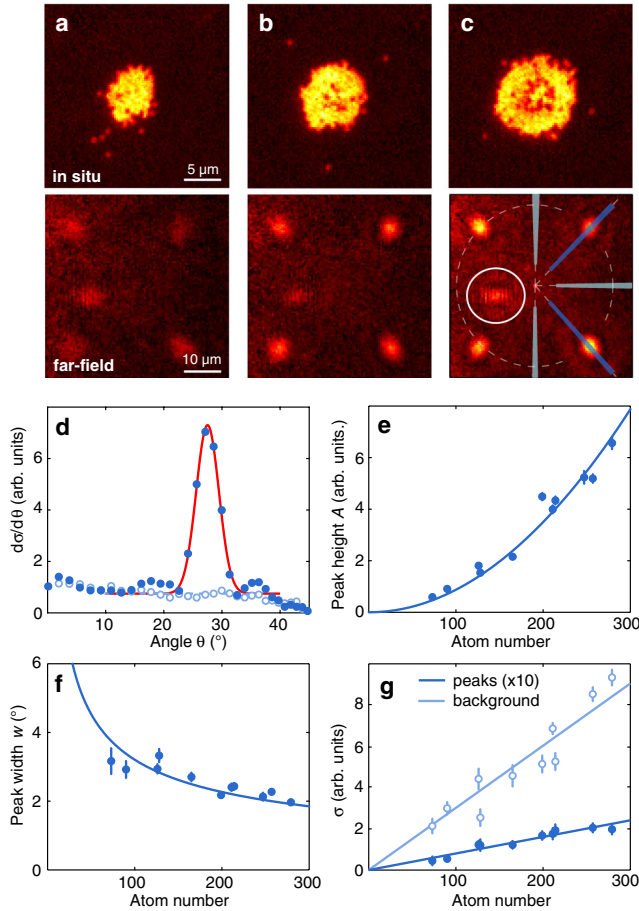 a
b
c
in situ
5 µm
far-field
10 µm
d
dσ/dθ (arb. units)
6
4
2
0
0
10
20
30
40
Angle θ (°)
e
Peak height A (arb. units.)
8
6
4
2
0
100
200
300
Atom number
f
Peak width w (°)
6
4
2
0
100
200
300
Atom number
g
peaks (x10)
background
σ (arb. units)
8
6
4
2
0
100
200
300
Atom number